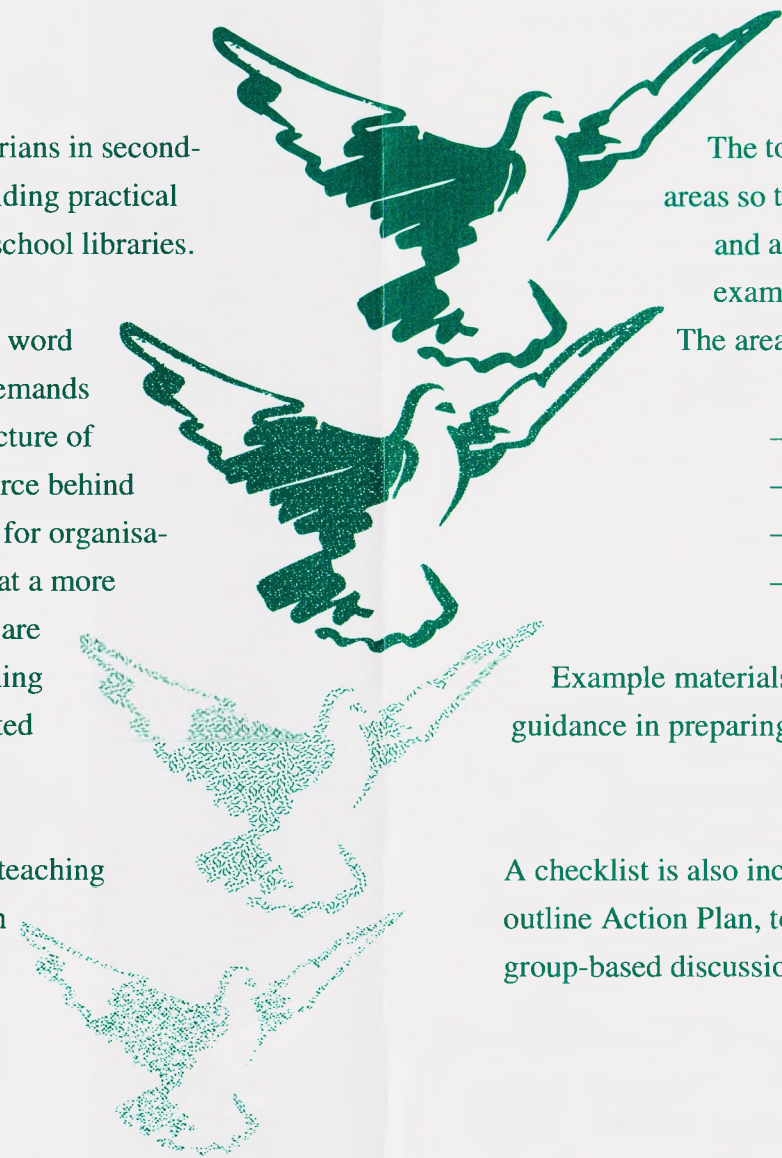 rians in second-
ding practical
school libraries.
word
emands
cture of
rce behind
for organisa-
at a more
are
ing
ted
teaching
The to
areas so t
and a
exam
The area
–
–
–
–
Example materials
guidance in preparing
A checklist is also inc
outline Action Plan, to
group-based discussio